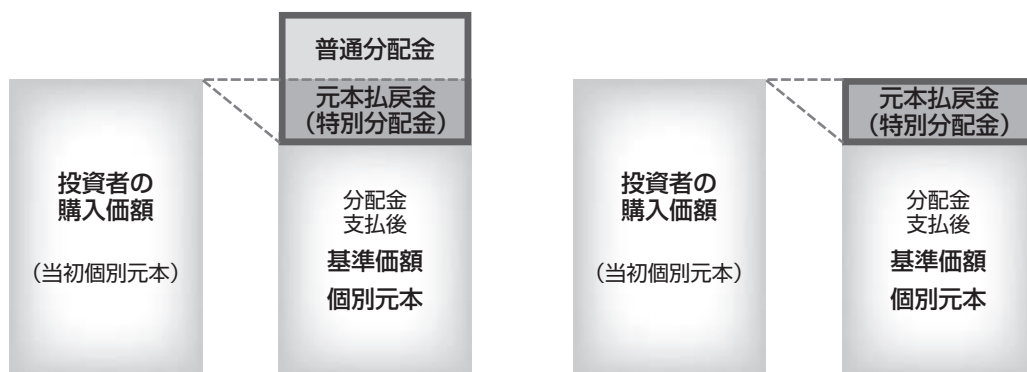 普通分配金
元本払戻金
（特別分配金）
投資者の
購入価額
（当初個別元本）
分配金
支払後
基準価額
個別元本
元本払戻金
（特別分配金）
投資者の
購入価額
（当初個別元本）
分配金
支払後
基準価額
個別元本